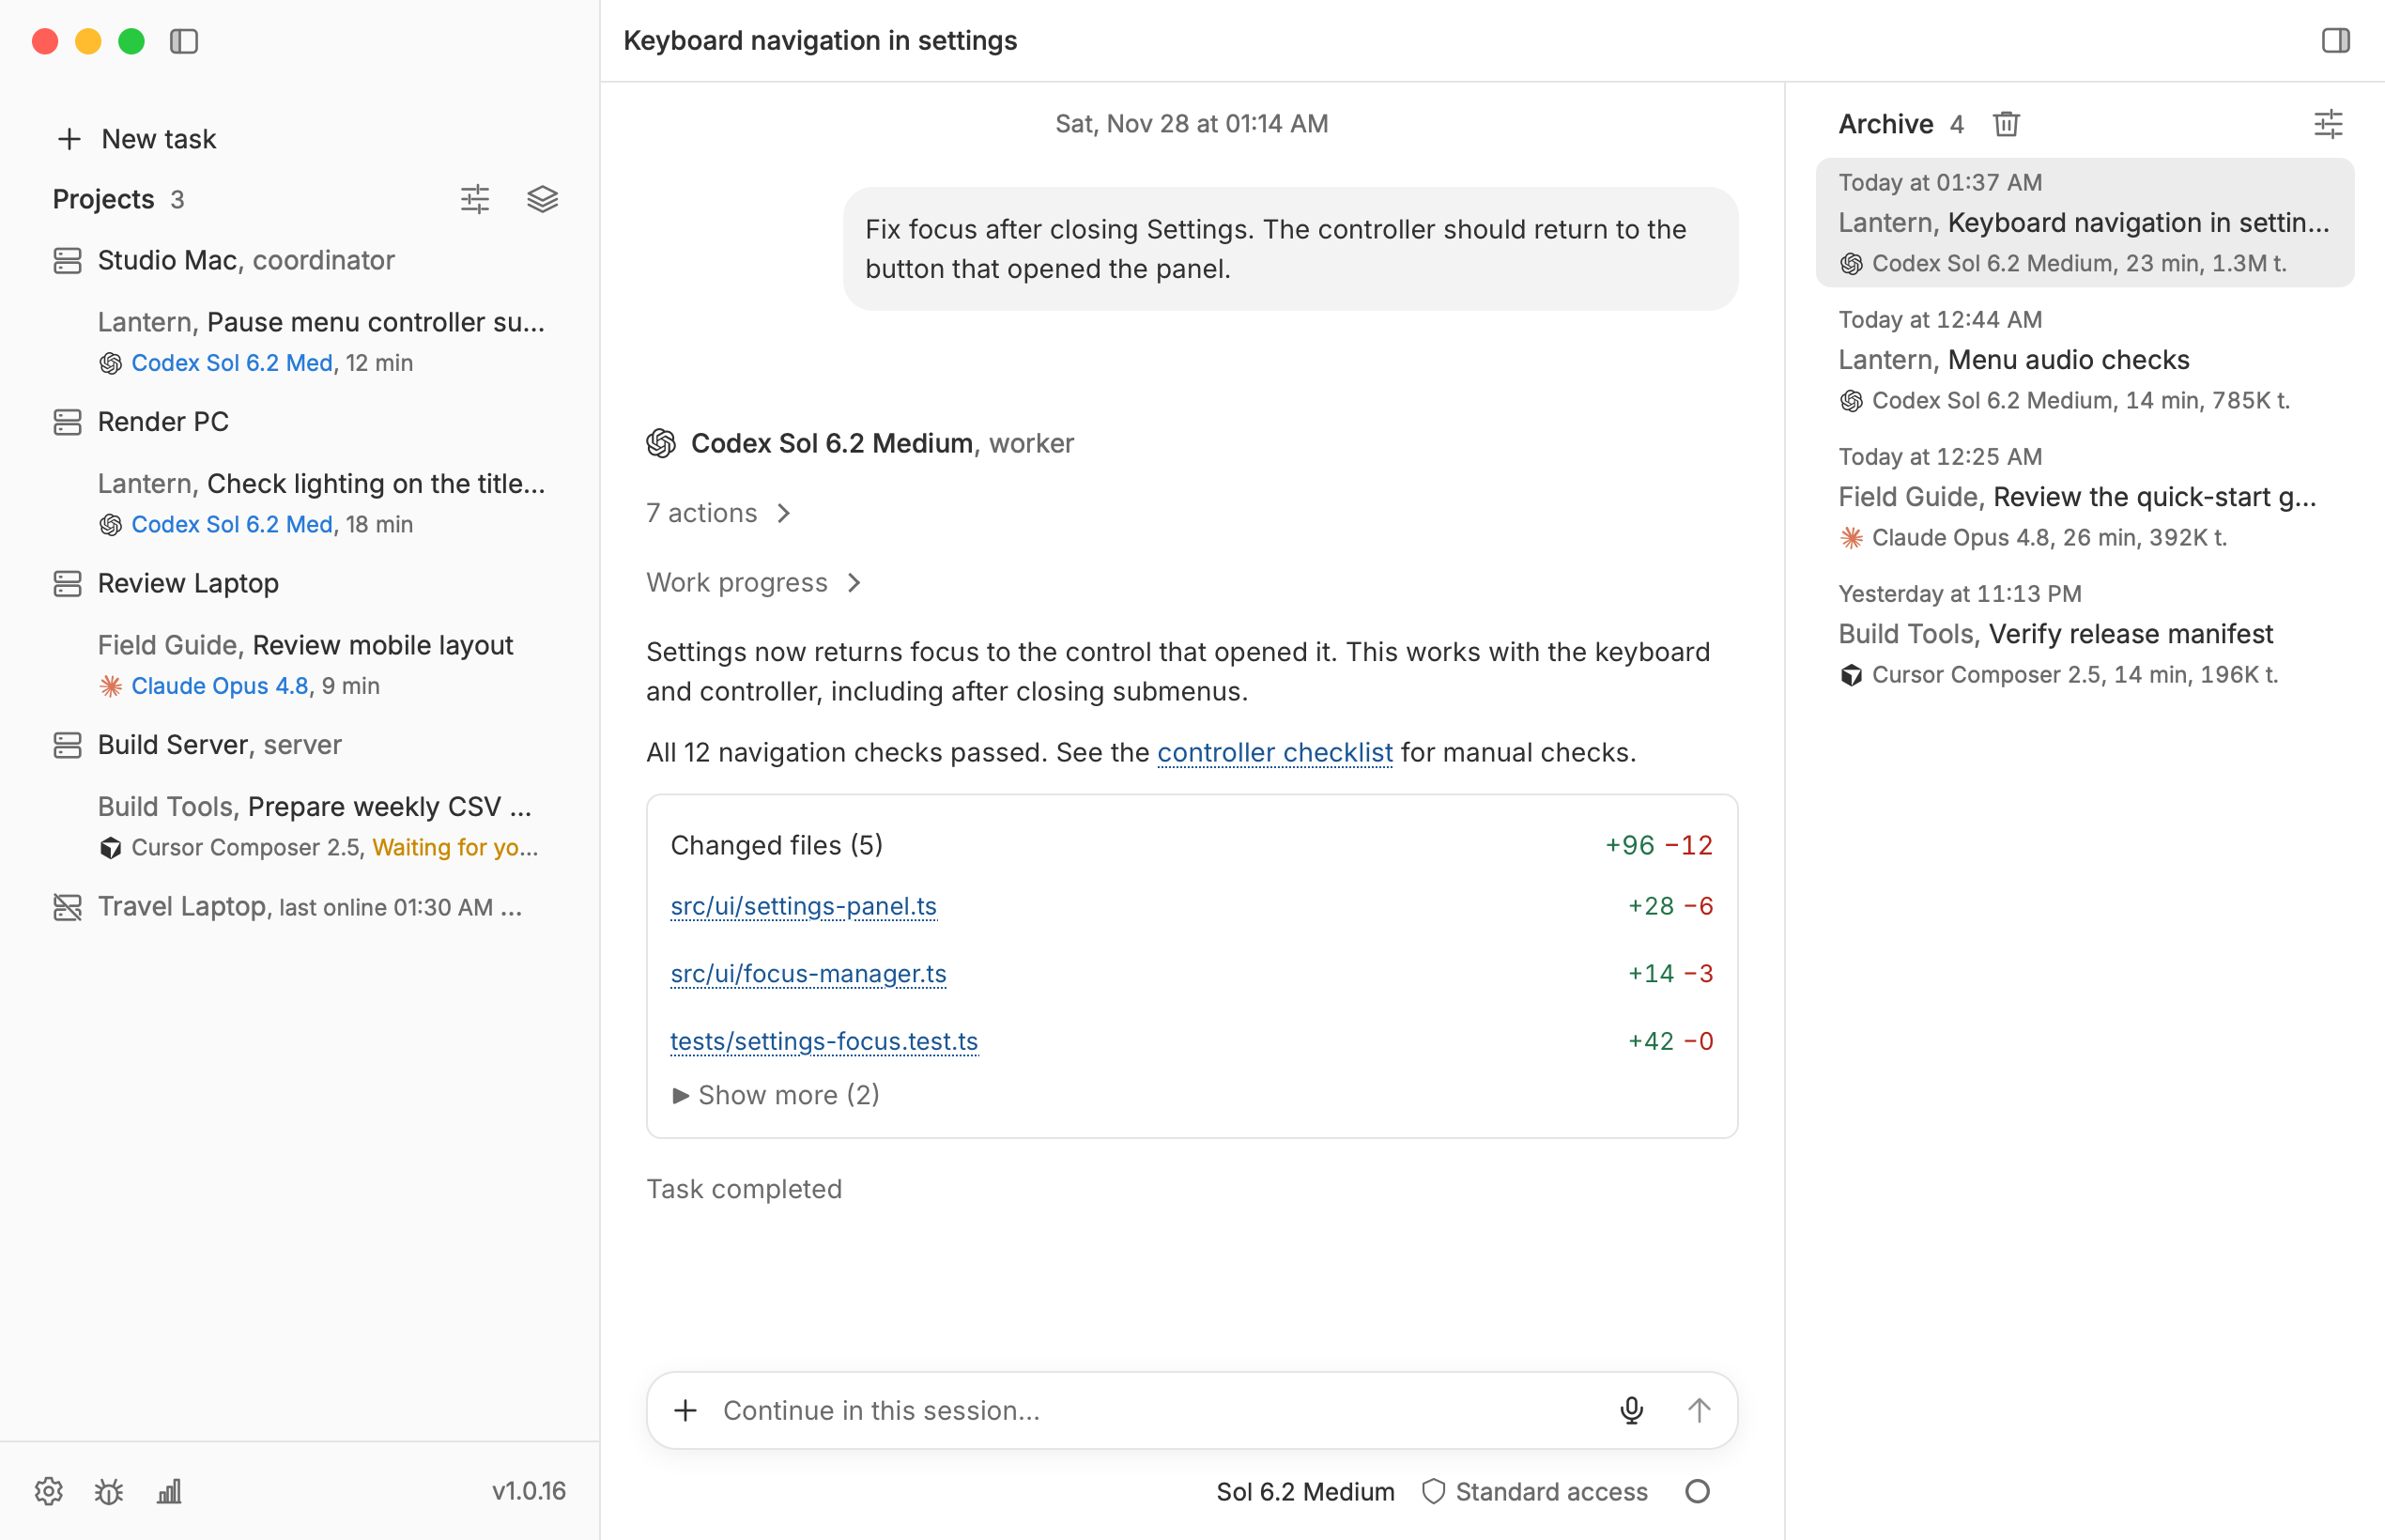 Keyboard navigation in settings
New task
Projects 3
Studio Mac, coordinator
Lantern, Pause menu controller su...
Codex Sol 6.2 Med, 12 min
Render PC
Lantern, Check lighting on the title...
Codex Sol 6.2 Med, 18 min
Review Laptop
Field Guide, Review mobile layout
Claude Opus 4.8, 9 min
Build Server, server
Build Tools, Prepare weekly CSV ...
Cursor Composer 2.5, Waiting for yo...
Travel Laptop, last online 01:30 AM ...
v1.0.16
Sat, Nov 28 at 01:14 AM
Fix focus after closing Settings. The controller should return to the
button that opened the panel.
Codex Sol 6.2 Medium, worker
7 actions
Work progress
Settings now returns focus to the control that opened it. This works with the keyboard
and controller, including after closing submenus.
All 12 navigation checks passed. See the controller checklist for manual checks.
Changed files (5) +96 −12
src/ui/settings-panel.ts +28 −6
src/ui/focus-manager.ts +14 −3
tests/settings-focus.test.ts +42 −0
Show more (2)
Task completed
Continue in this session...
Sol 6.2 Medium Standard access
Archive 4
Today at 01:37 AM
Lantern, Keyboard navigation in settin...
Codex Sol 6.2 Medium, 23 min, 1.3M t.
Today at 12:44 AM
Lantern, Menu audio checks
Codex Sol 6.2 Medium, 14 min, 785K t.
Today at 12:25 AM
Field Guide, Review the quick-start g...
Claude Opus 4.8, 26 min, 392K t.
Yesterday at 11:13 PM
Build Tools, Verify release manifest
Cursor Composer 2.5, 14 min, 196K t.